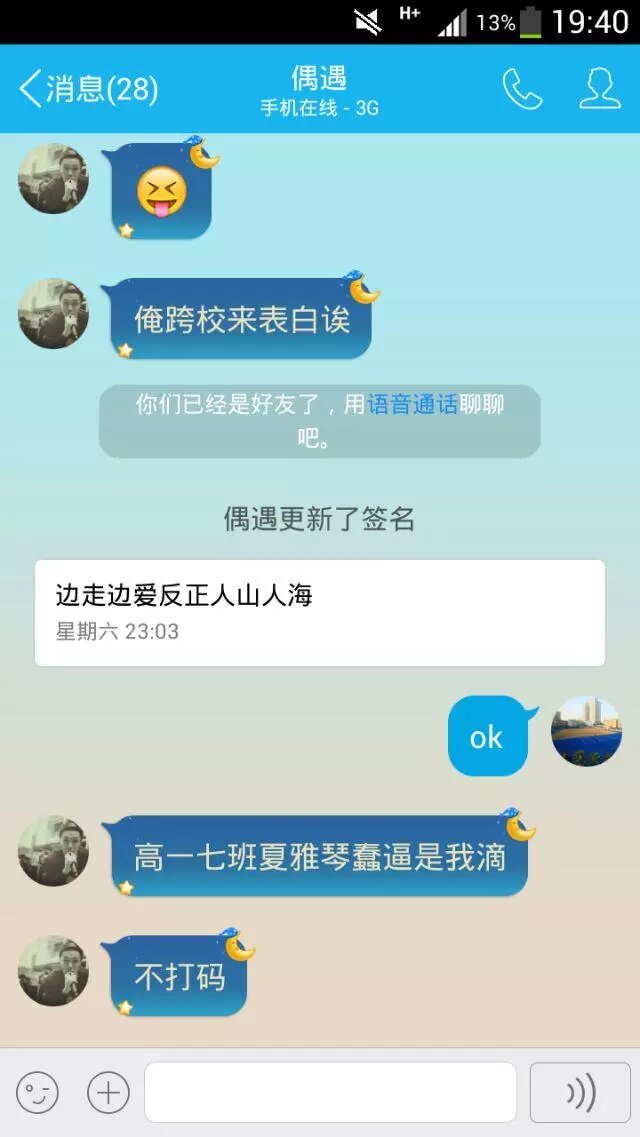 H+ 13% 19:40
消息(28)
偶遇
手机在线 - 3G
俺跨校来表白诶
你们已经是好友了，用语音通话聊聊
吧。
偶遇更新了签名
边走边爱反正人山人海
星期六 23:03
ok
高一七班夏雅琴蠢逼是我滴
不打码